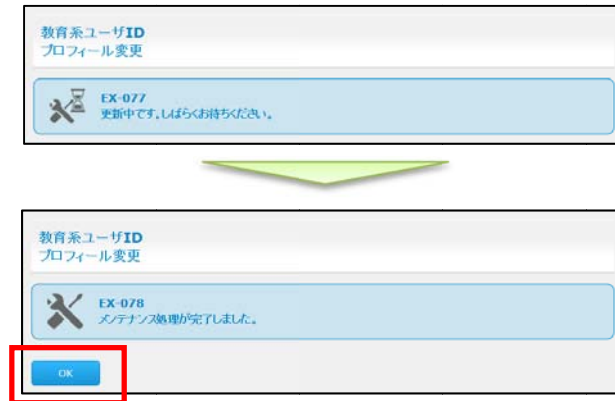 教育系ユーザID
プロフィール変更
EX-077
更新中です。しばらくお待ちください。
教育系ユーザID
プロフィール変更
EX-078
メンテナンス処理が完了しました。
OK